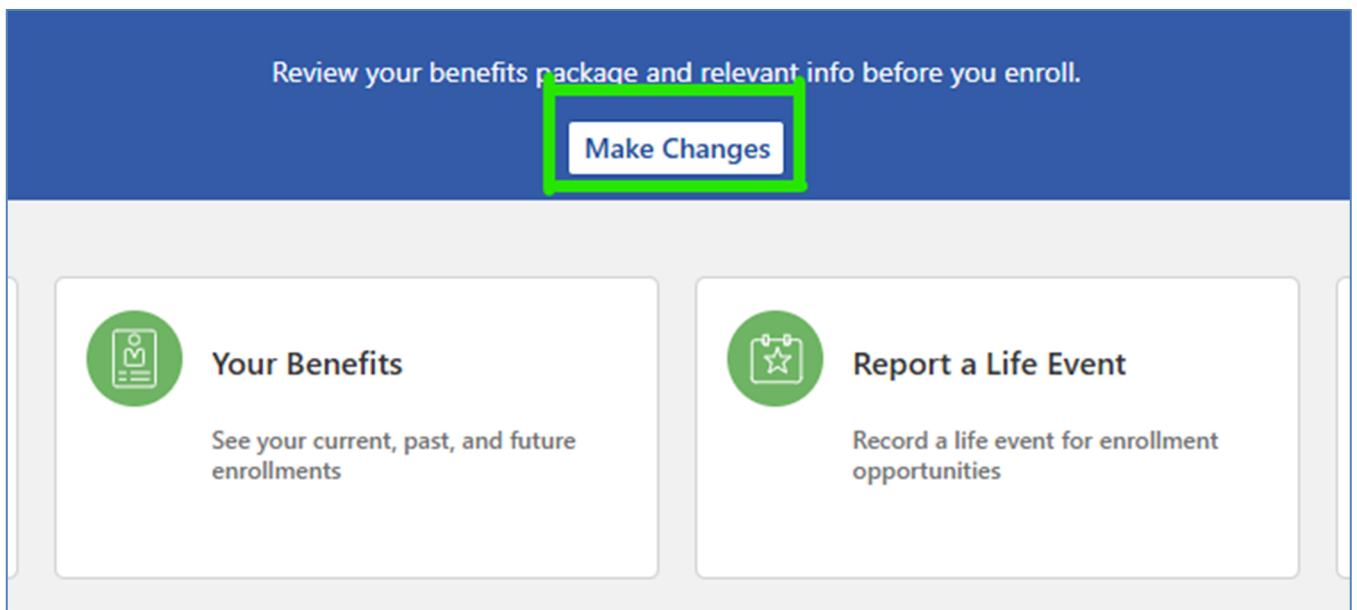 Review your benefits package and relevant info before you enroll.
Make Changes
Your Benefits
See your current, past, and future
enrollments
Report a Life Event
Record a life event for enrollment
opportunities